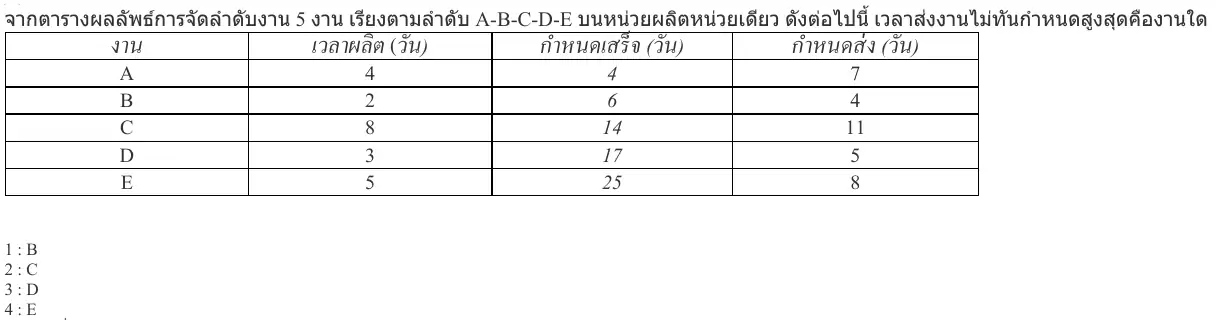 จากตารางผลลัพธ์การจัดลำดับงาน 5 งาน เรียงตามลำดับ A-B-C-D-E บนหน่วยผลิตหน่วยเดียว ดังต่อไปนี้ เวลาส่งงานไม่ทันกำหนดสูงสุดคืองานใด
งาน เวลาผลิต (วัน) กำหนดเสร็จ (วัน) กำหนดส่ง (วัน)
A 4 4 7
B 2 6 4
C 8 14 11
D 3 17 5
E 5 25 8
1 : B
2 : C
3 : D
4 : E